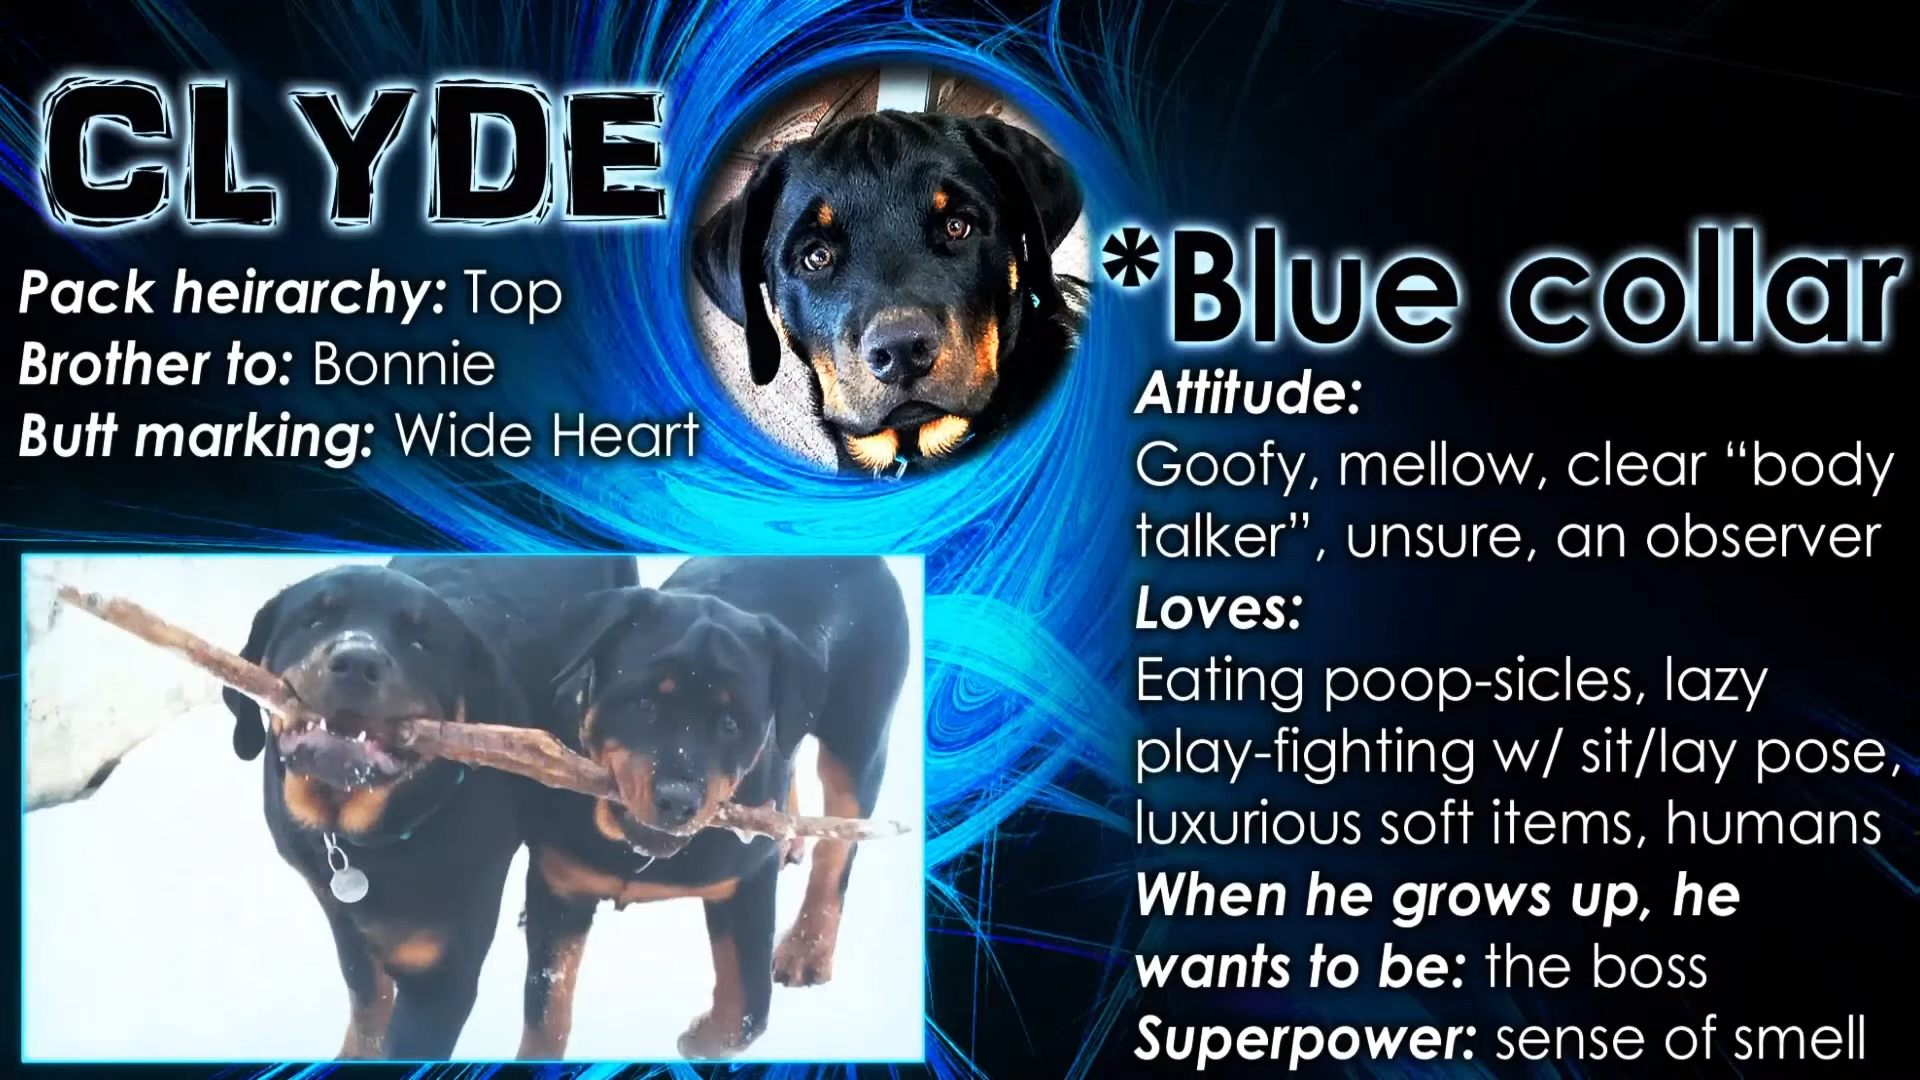 CLYDE
Pack heirarchy: Top
Brother to: Bonnie
Butt marking: Wide Heart
*Blue collar
Attitude:
Goofy, mellow, clear “body
talker”, unsure, an observer
Loves:
Eating poop-sicles, lazy
play-fighting w/ sit/lay pose,
luxurious soft items, humans
When he grows up, he
wants to be: the boss
Superpower: sense of smell